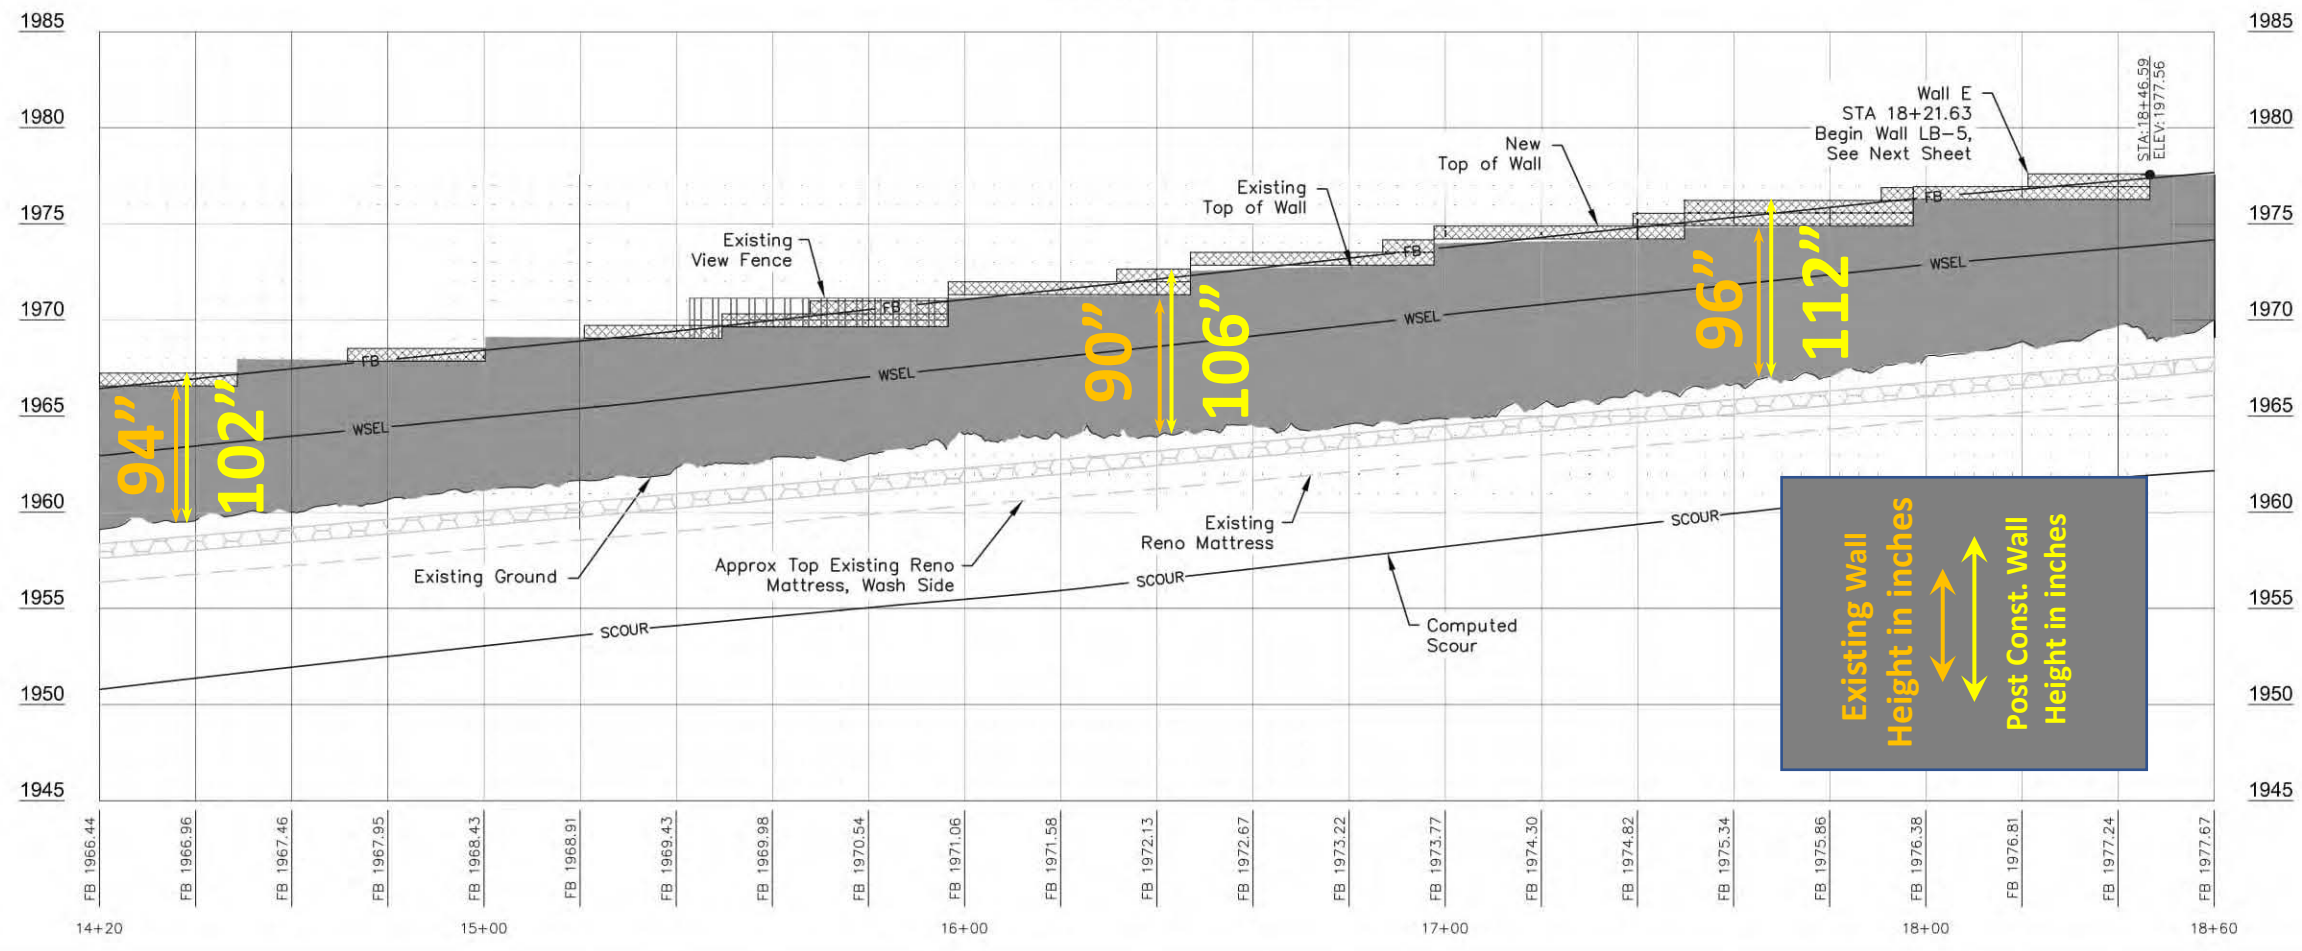 1985
1985
1980
1980
1975
1975
1970
1970
1965
1965
1960
1960
1955
1955
1950
1950
1945
1945
STA:18+46.59
ELEV:1977.56
Wall E
STA 18+21.63
Begin Wall LB-5,
See Next Sheet
New
Top of Wall
Existing
Top of Wall
Existing
View Fence
FB
FB
FB
FB
WSEL
WSEL
WSEL
WSEL
94”
102”
90”
106”
96”
112”
Existing Ground
Approx Top Existing Reno
Mattress, Wash Side
Existing
Reno Mattress
SCOUR
SCOUR
SCOUR
Computed
Scour
Existing Wall
Height in inches
Post Const. Wall
Height in inches
FB 1966.44
FB 1966.96
FB 1967.46
FB 1967.95
FB 1968.43
FB 1968.91
FB 1969.43
FB 1969.98
FB 1970.54
FB 1971.06
FB 1971.58
FB 1972.13
FB 1972.67
FB 1973.22
FB 1973.77
FB 1974.30
FB 1974.82
FB 1975.34
FB 1975.86
FB 1976.38
FB 1976.81
FB 1977.24
FB 1977.67
14+20
15+00
16+00
17+00
18+00
18+60